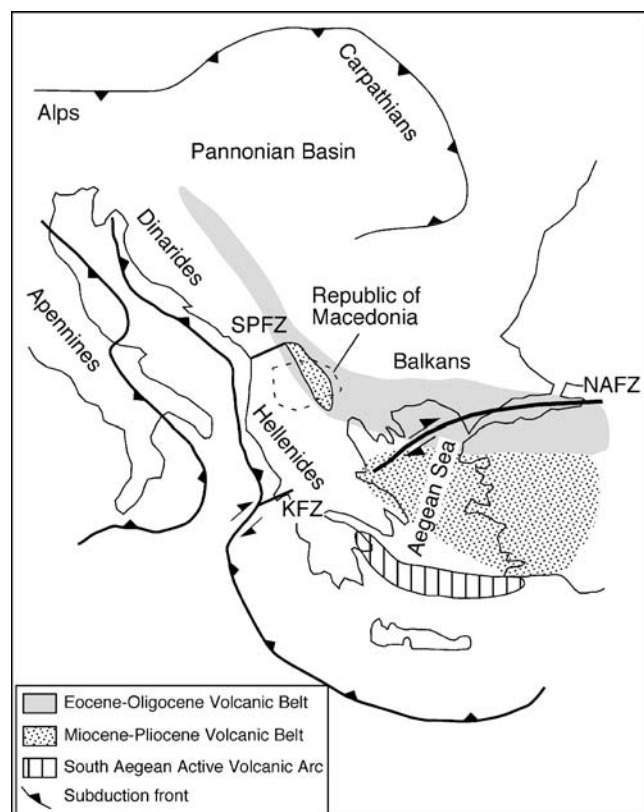 Alps
Carpathians
Pannonian Basin
Dinarides
Apennines
Republic of
Macedonia
SPFZ
Balkans
NAFZ
Hellenides
Aegean Sea
KFZ
Eocene-Oligocene Volcanic Belt
Miocene-Pliocene Volcanic Belt
South Aegean Active Volcanic Arc
Subduction front